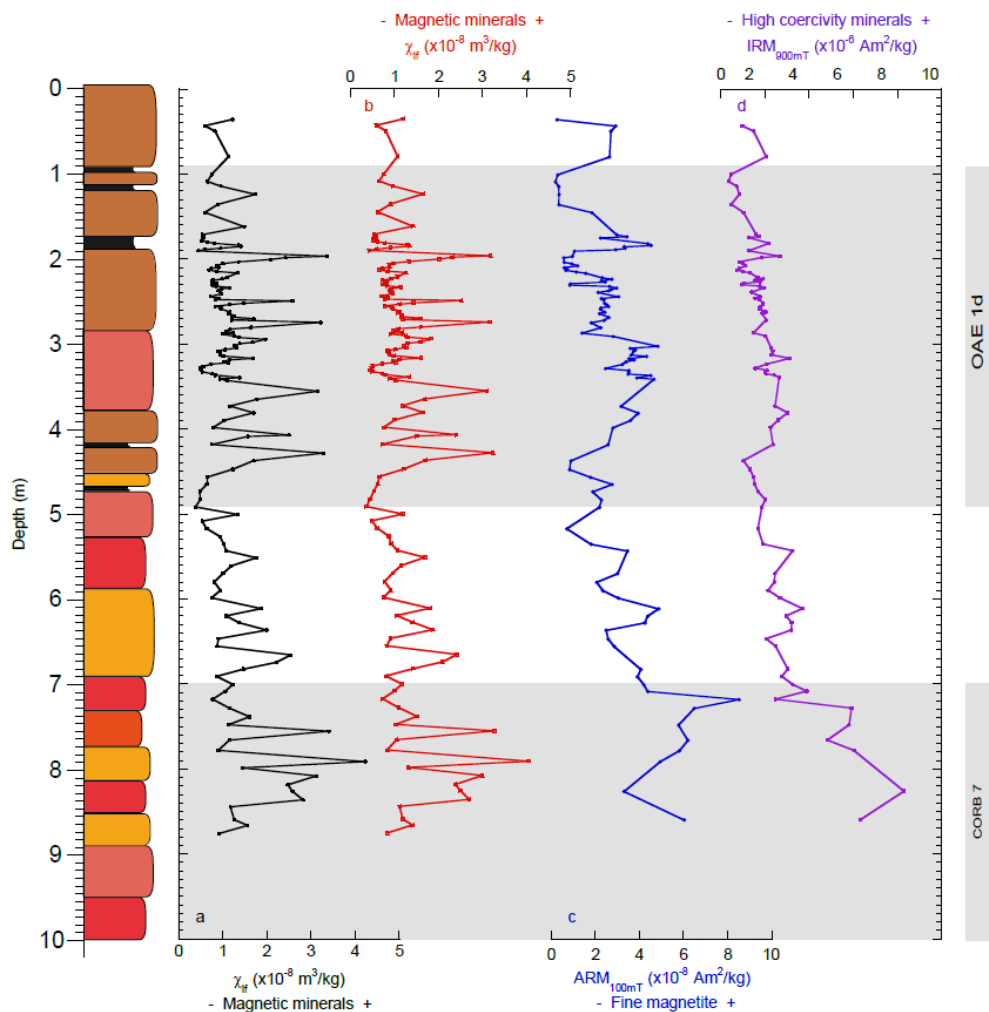 - Magnetic minerals +
χlf (x10-8 m3/kg)
0 1 2 3 4 5
- High coercivity minerals +
IRM900mT (x10-6 Am2/kg)
0 2 4 6 8 10
b
d
0
1
2
3
4
5
6
7
8
9
10
Depth (m)
OAE 1d
CORB 7
a
c
0 1 2 3 4 5
χlf (x10-8 m3/kg)
- Magnetic minerals +
0 2 4 6 8 10
ARM100mT (x10-8 Am2/kg)
- Fine magnetite +